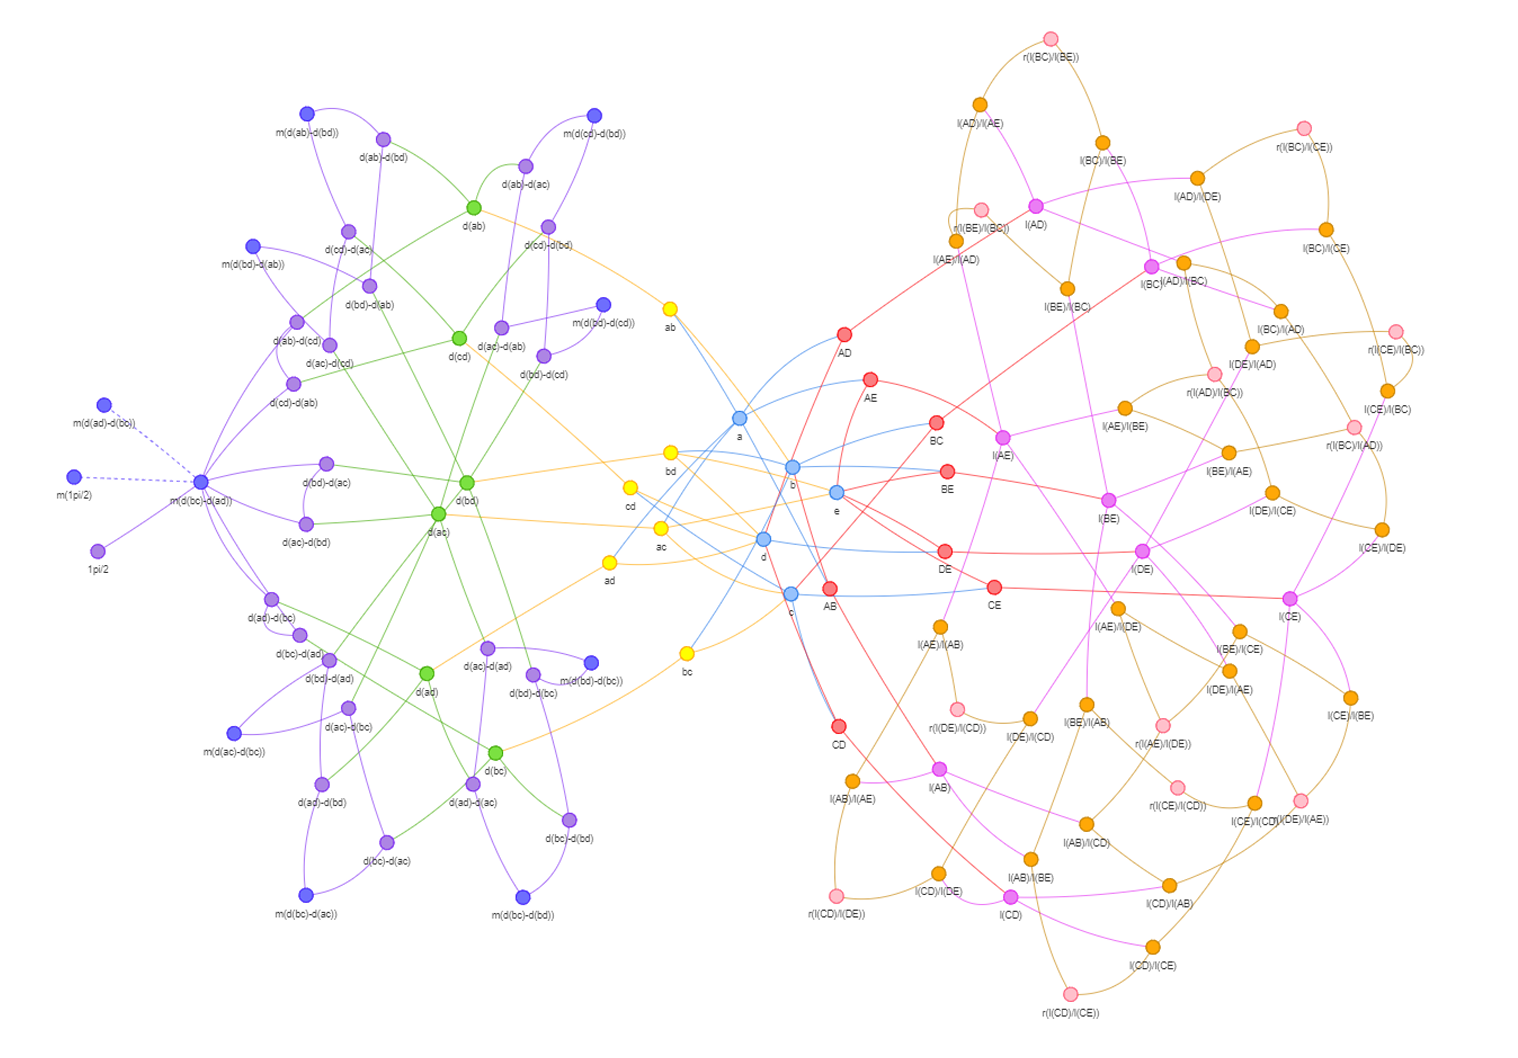 r(l(BC)/l(BE))
m(d(ab)-d(bd))
m(d(cd)-d(bd))
l(AD)/l(AE)
r(l(BC)/l(CE))
d(ab)-d(bd)
l(BC)/l(BE)
d(ab)-d(ac)
l(AD)/l(DE)
d(ab)
l(AD)
r(l(BE)/l(BC))
d(cd)-d(ac)
d(cd)-d(bd)
l(BC)/l(CE)
m(d(bd)-d(ab))
l(AE)/l(AD)
l(BC)
l(AD)/l(BC)
d(bd)-d(ab)
l(BE)/l(BC)
m(d(bd)-d(cd))
ab
l(BC)/l(AD)
d(ab)-d(cd)
d(ac)-d(ab)
d(cd)
AD
r(l(CE)/l(BC))
d(ac)-d(cd)
l(DE)/l(AD)
d(bd)-d(cd)
AE
r(l(AD)/l(BC))
d(cd)-d(ab)
l(CE)/l(BC)
m(d(ad)-d(bc))
a
BC
l(AE)/l(BE)
r(l(BC)/l(AD))
l(AE)
bd
l(BE)/l(AE)
d(bd)-d(ac)
b
BE
m(1pi/2)
m(d(bc)-d(ad))
d(bd)
cd
e
l(BE)
l(DE)/l(CE)
d(ac)-d(bd)
d(ac)
ac
d
l(CE)/l(DE)
1pi/2
ad
DE
l(DE)
d(ad)-d(bc)
c
AB
CE
l(CE)
l(AE)/l(DE)
d(bc)-d(ad)
l(AE)/l(AB)
l(BE)/l(CE)
d(bd)-d(ad)
d(ac)-d(ad)
m(d(bd)-d(bc))
bc
d(ad)
d(bd)-d(bc)
l(DE)/l(AE)
d(ac)-d(bc)
r(l(DE)/l(CD))
l(DE)/l(CD)
l(BE)/l(AB)
l(CE)/l(BE)
m(d(ac)-d(bc))
CD
r(l(AE)/l(DE))
d(bc)
l(AB)
d(ad)-d(bd)
d(ad)-d(ac)
l(AB)/l(AE)
r(l(CE)/l(CD))
l(CE)/l(CD)
r(l(DE)/l(AE))
d(bc)-d(bd)
l(AB)/l(CD)
d(bc)-d(ac)
l(AB)/l(BE)
l(CD)/l(DE)
l(CD)/l(AB)
m(d(bc)-d(ac))
m(d(bc)-d(bd))
r(l(CD)/l(DE))
l(CD)
l(CD)/l(CE)
r(l(CD)/l(CE))